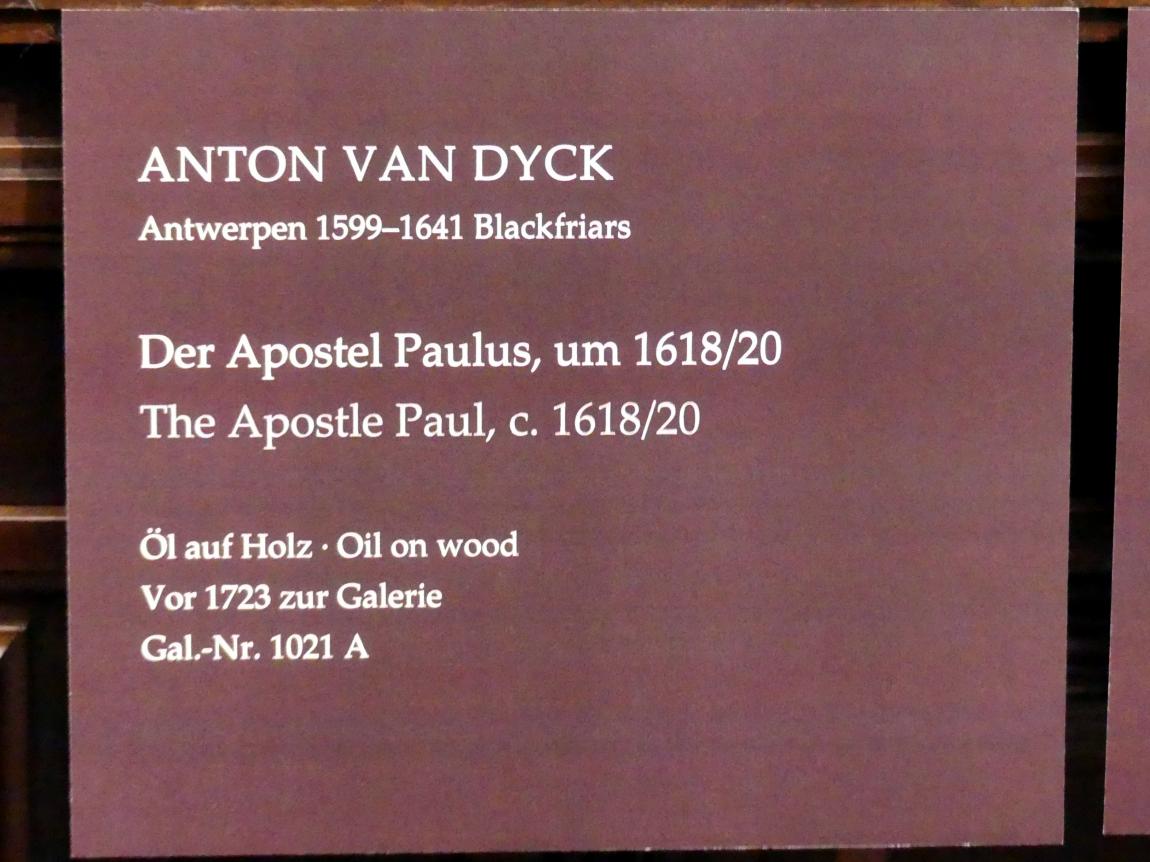 ANTON VAN DYCK
Antwerpen 1599–1641 Blackfriars
Der Apostel Paulus, um 1618/20
The Apostle Paul, c. 1618/20
Öl auf Holz · Oil on wood
Vor 1723 zur Galerie
Gal.-Nr. 1021 A